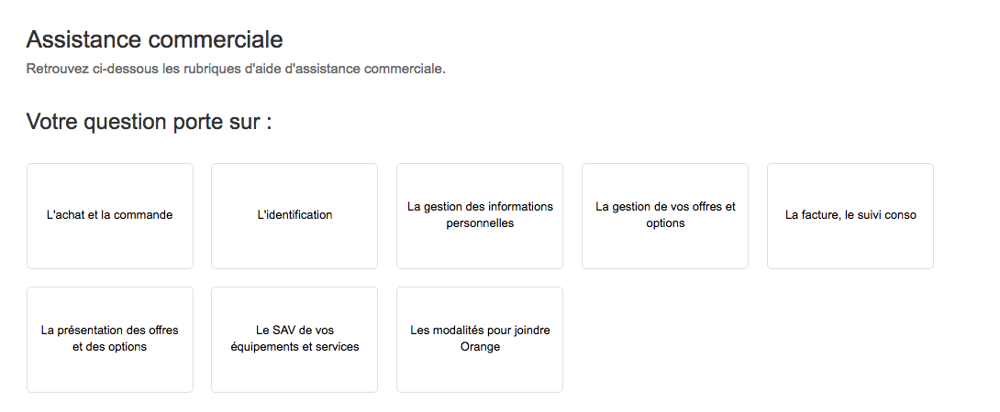 Assistance commerciale
Retrouvez ci-dessous les rubriques d'aide d'assistance commerciale.
Votre question porte sur :
L'achat et la commande
L'identification
La gestion des informations
personnelles
La gestion de vos offres et
options
La facture, le suivi conso
La présentation des offres
et des options
Le SAV de vos
équipements et services
Les modalités pour joindre
Orange